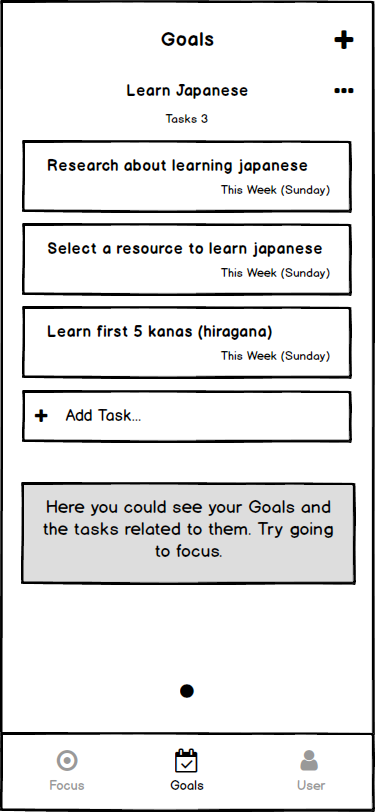 Goals
Learn Japanese
Tasks 3
Research about learning japanese
This Week (Sunday)
Select a resource to learn japanese
This Week (Sunday)
Learn first 5 kanas (hiragana)
This Week (Sunday)
Add Task...
Here you could see your Goals and
the tasks related to them. Try going
to focus.
Focus Goals User